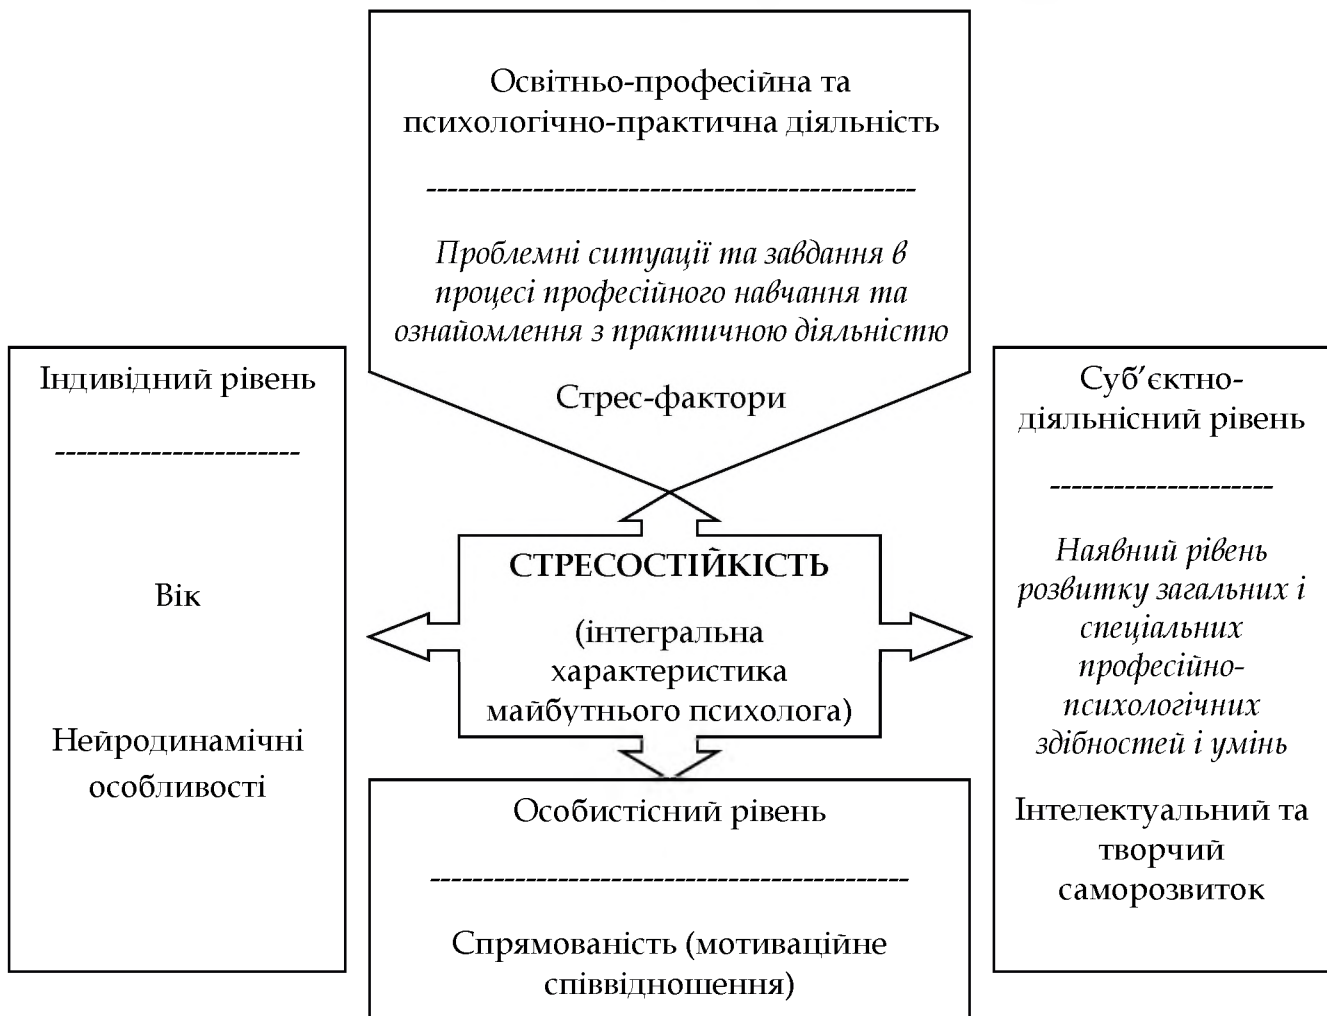 Освітньо-професійна та
психологічно-практична діяльність
----------------------------------------------
Проблемні ситуації та завдання в
процесі професійного навчання та
ознайомлення з практичною діяльністю
Стрес-фактори
Індивідний рівень
-----------------------
Вік
Нейродинамічні
особливості
СТРЕСОСТІЙКІСТЬ
(інтегральна
характеристика
майбутнього психолога)
Суб’єктно-
діяльнісний рівень
---------------------
Наявний рівень
розвитку загальних і
спеціальних
професійно-
психологічних
здібностей і умінь
Інтелектуальний та
творчий
саморозвиток
Особистісний рівень
---------------------------------------------
Спрямованість (мотиваційне
співвідношення)